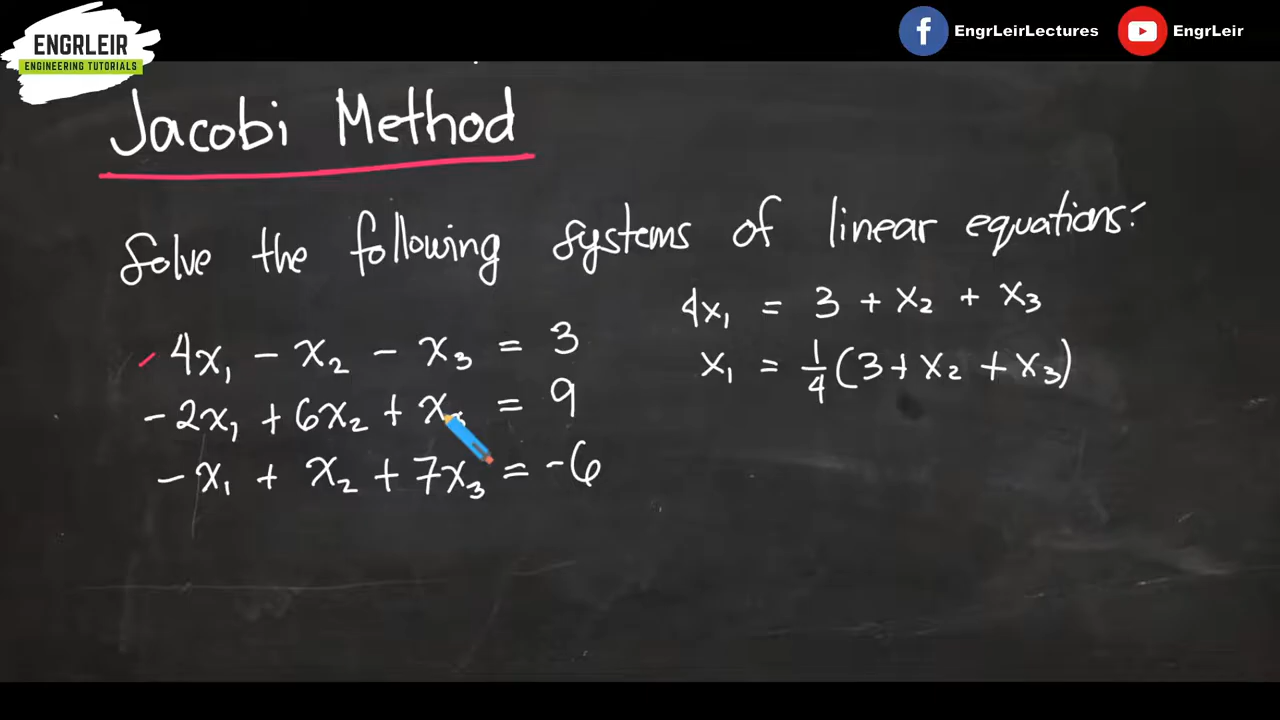 ENGRLEIR
ENGINEERING TUTORIALS
EngrLeirLectures
EngrLeir
Jacobi Method
Solve the following systems of linear equations:
4x₁ - x₂ - x₃ = 3
-2x₁ + 6x₂ + x = 9
-x₁ + x₂ + 7x₃ = -6
4x₁ = 3 + x₂ + x₃
x₁ = 1/4 (3 + x₂ + x₃)